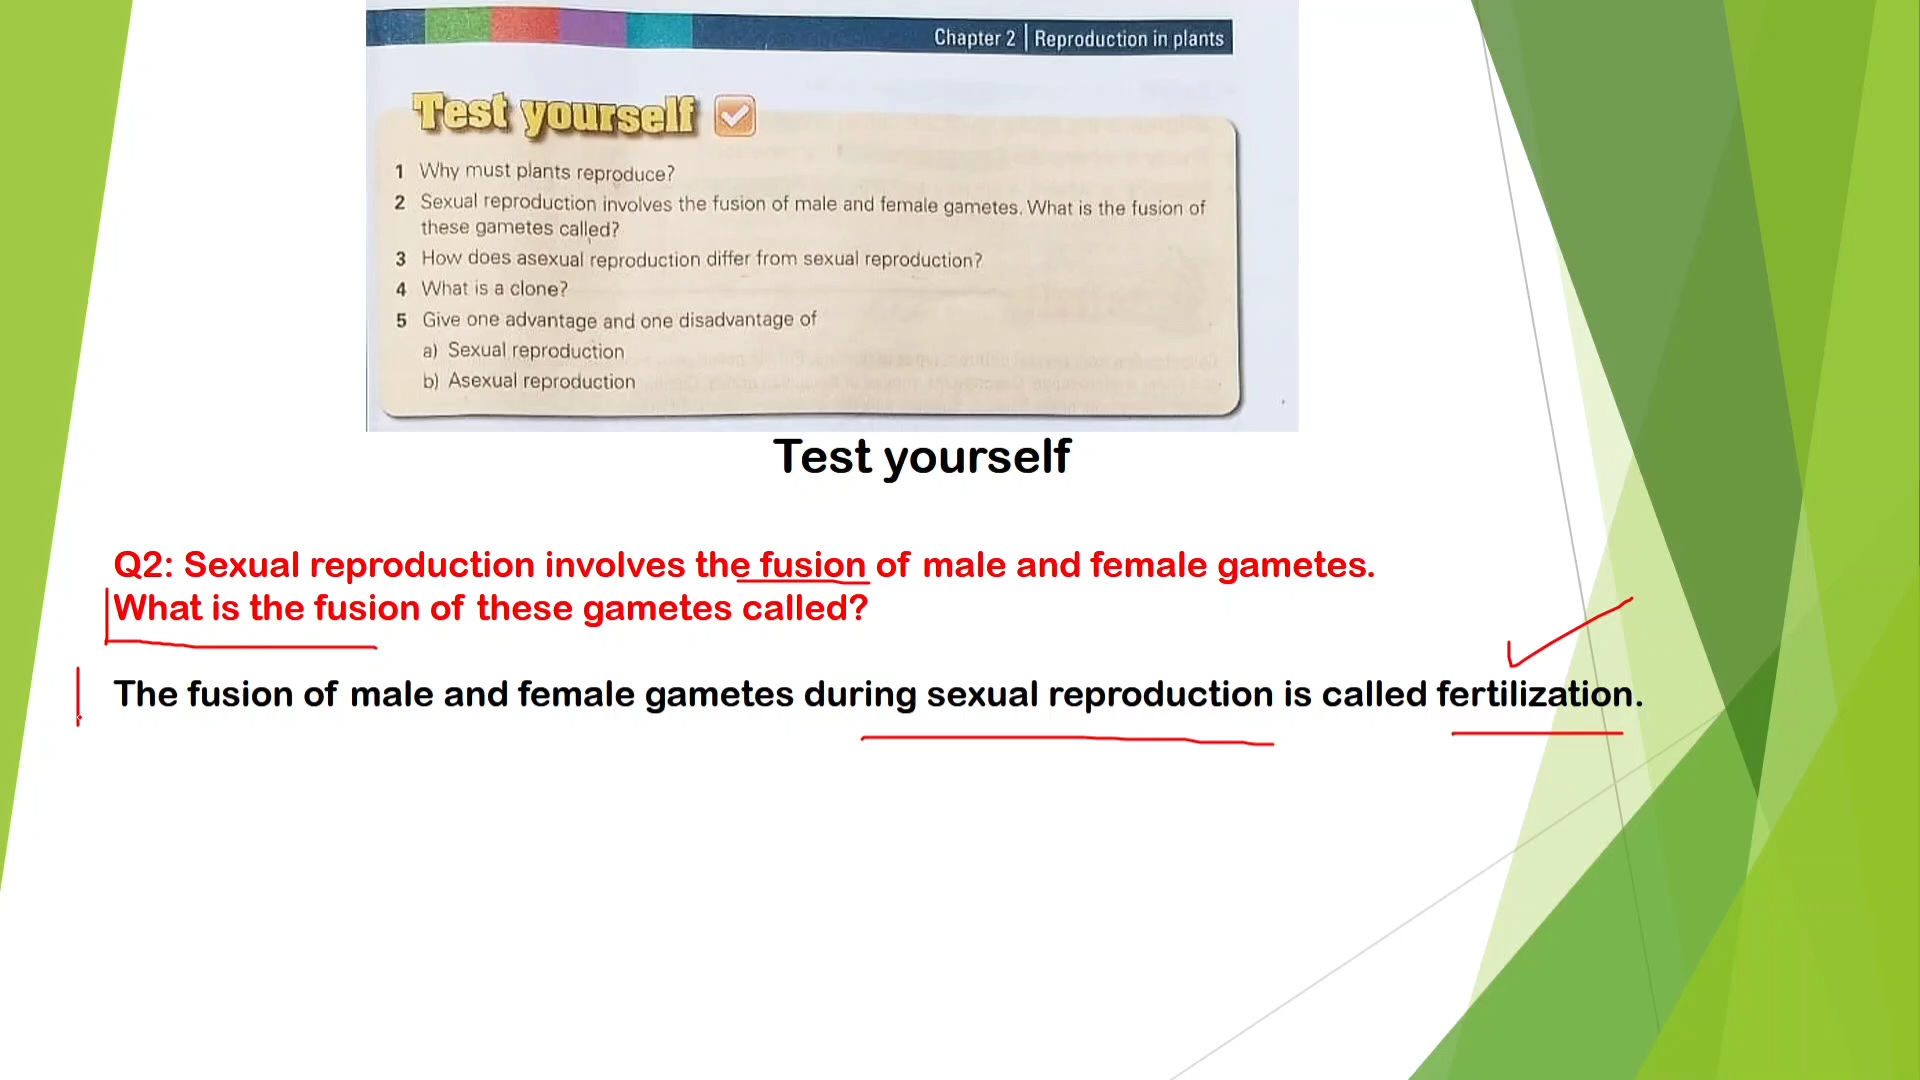 Chapter 2 | Reproduction in plants
Test yourself
1 Why must plants reproduce?
2 Sexual reproduction involves the fusion of male and female gametes. What is the fusion of
these gametes called?
3 How does asexual reproduction differ from sexual reproduction?
4 What is a clone?
5 Give one advantage and one disadvantage of
a) Sexual reproduction
b) Asexual reproduction
Test yourself
Q2: Sexual reproduction involves the fusion of male and female gametes.
What is the fusion of these gametes called?
The fusion of male and female gametes during sexual reproduction is called fertilization.